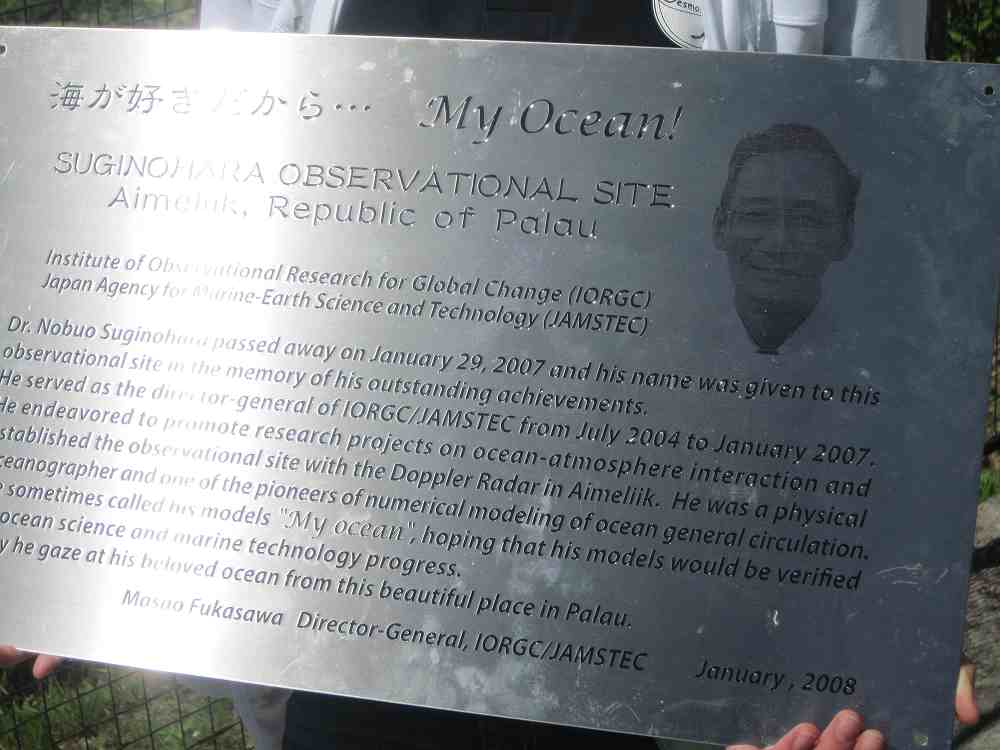 海が好きだから… My Ocean!
SUGINOHARA OBSERVATIONAL SITE
Aimeliik, Republic of Palau
Institute of Observational Research for Global Change (IORGC)
Japan Agency for Marine-Earth Science and Technology (JAMSTEC)
Dr. Nobuo Suginohara passed away on January 29, 2007 and his name was given to this
observational site in the memory of his outstanding achievements.
He served as the director-general of IORGC/JAMSTEC from July 2004 to January 2007.
He endeavored to promote research projects on ocean-atmosphere interaction and
stablished the observational site with the Doppler Radar in Aimeliik. He was a physical
ceanographer and one of the pioneers of numerical modeling of ocean general circulation.
e sometimes called his models "My ocean", hoping that his models would be verified
ocean science and marine technology progress.
y he gaze at his beloved ocean from this beautiful place in Palau.
Masao Fukasawa Director-General, IORGC/JAMSTEC January, 2008